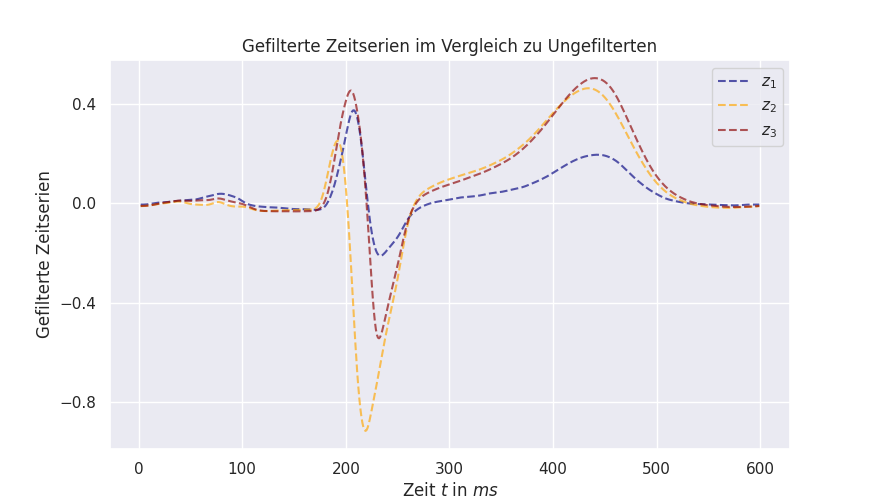 Gefilterte Zeitserien im Vergleich zu Ungefilterten
z₁
z₂
z₃
Gefilterte Zeitserien
0.4
0.0
−0.4
−0.8
0 100 200 300 400 500 600
Zeit t in ms